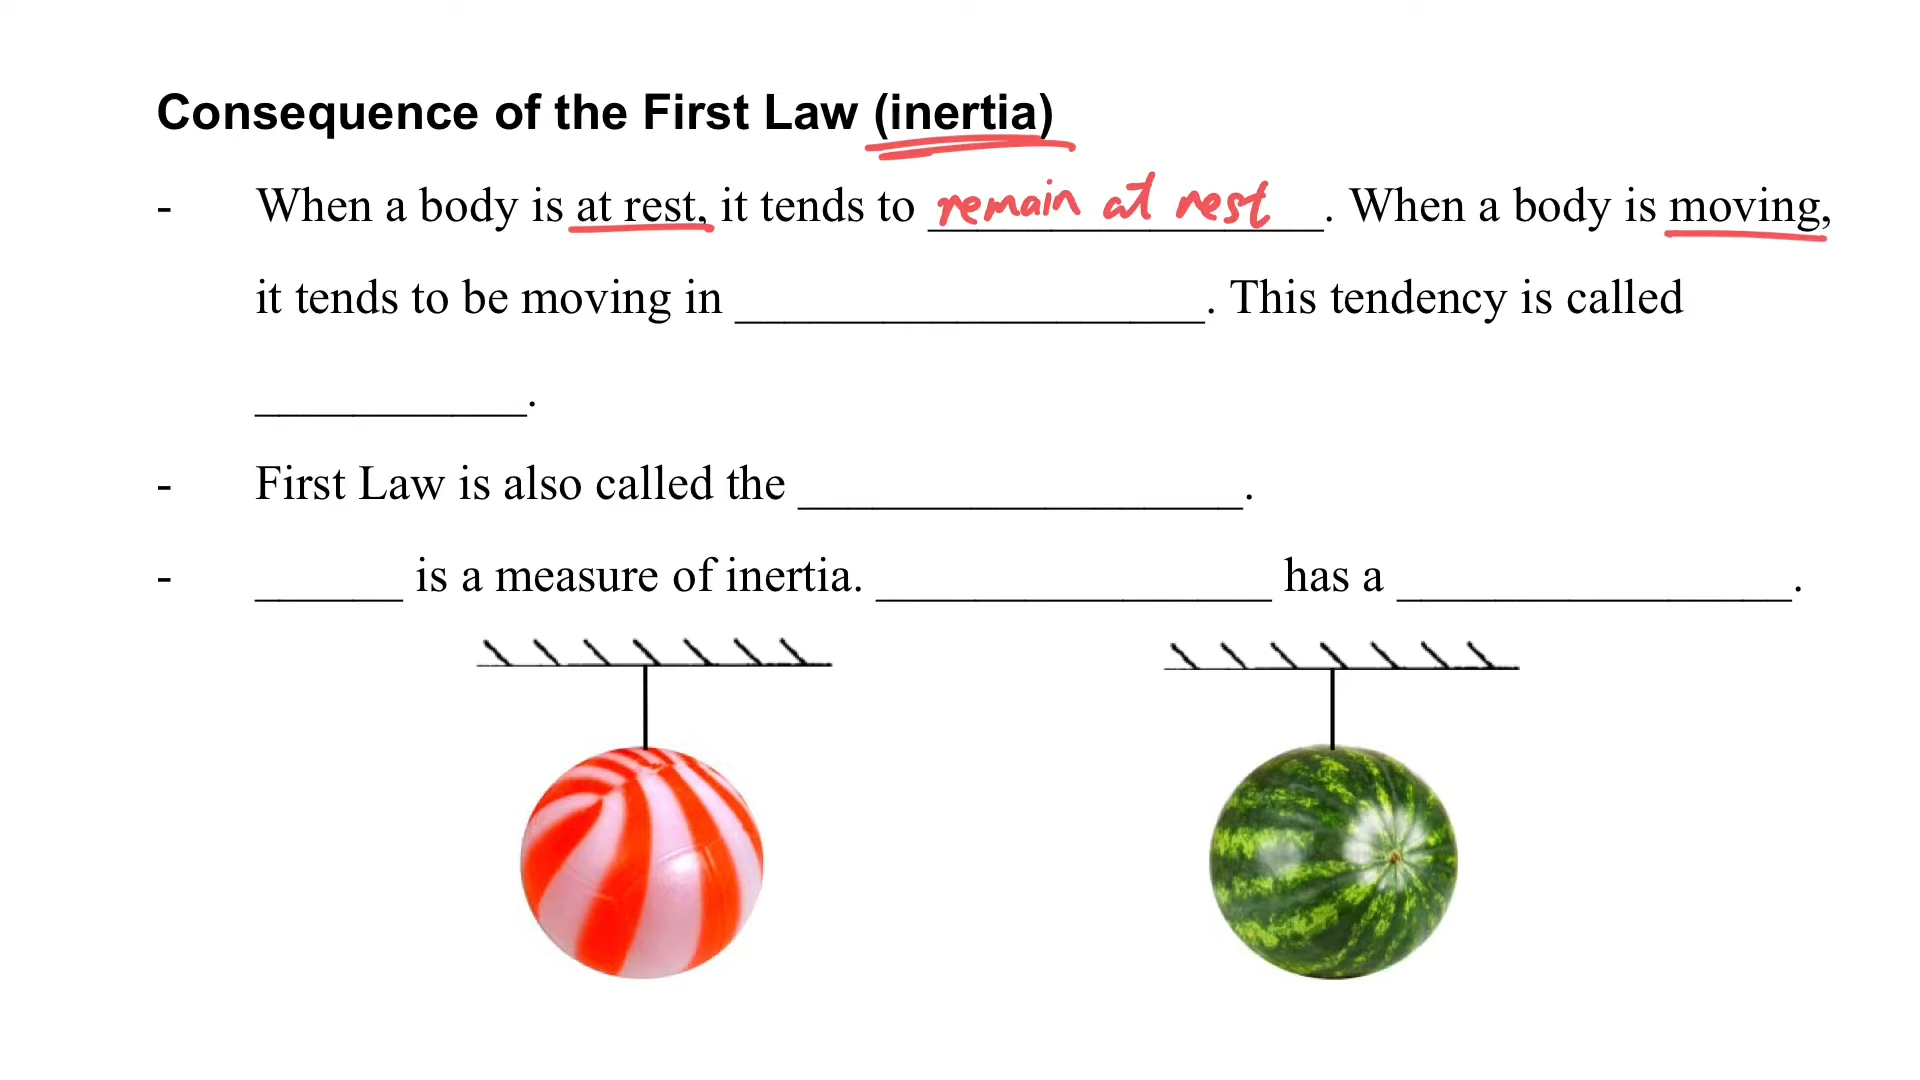 Consequence of the First Law (inertia)
- When a body is at rest, it tends to remain at rest. When a body is moving,
it tends to be moving in ___________________. This tendency is called
___________.
- First Law is also called the __________________.
- ______ is a measure of inertia. ________________ has a ________________.